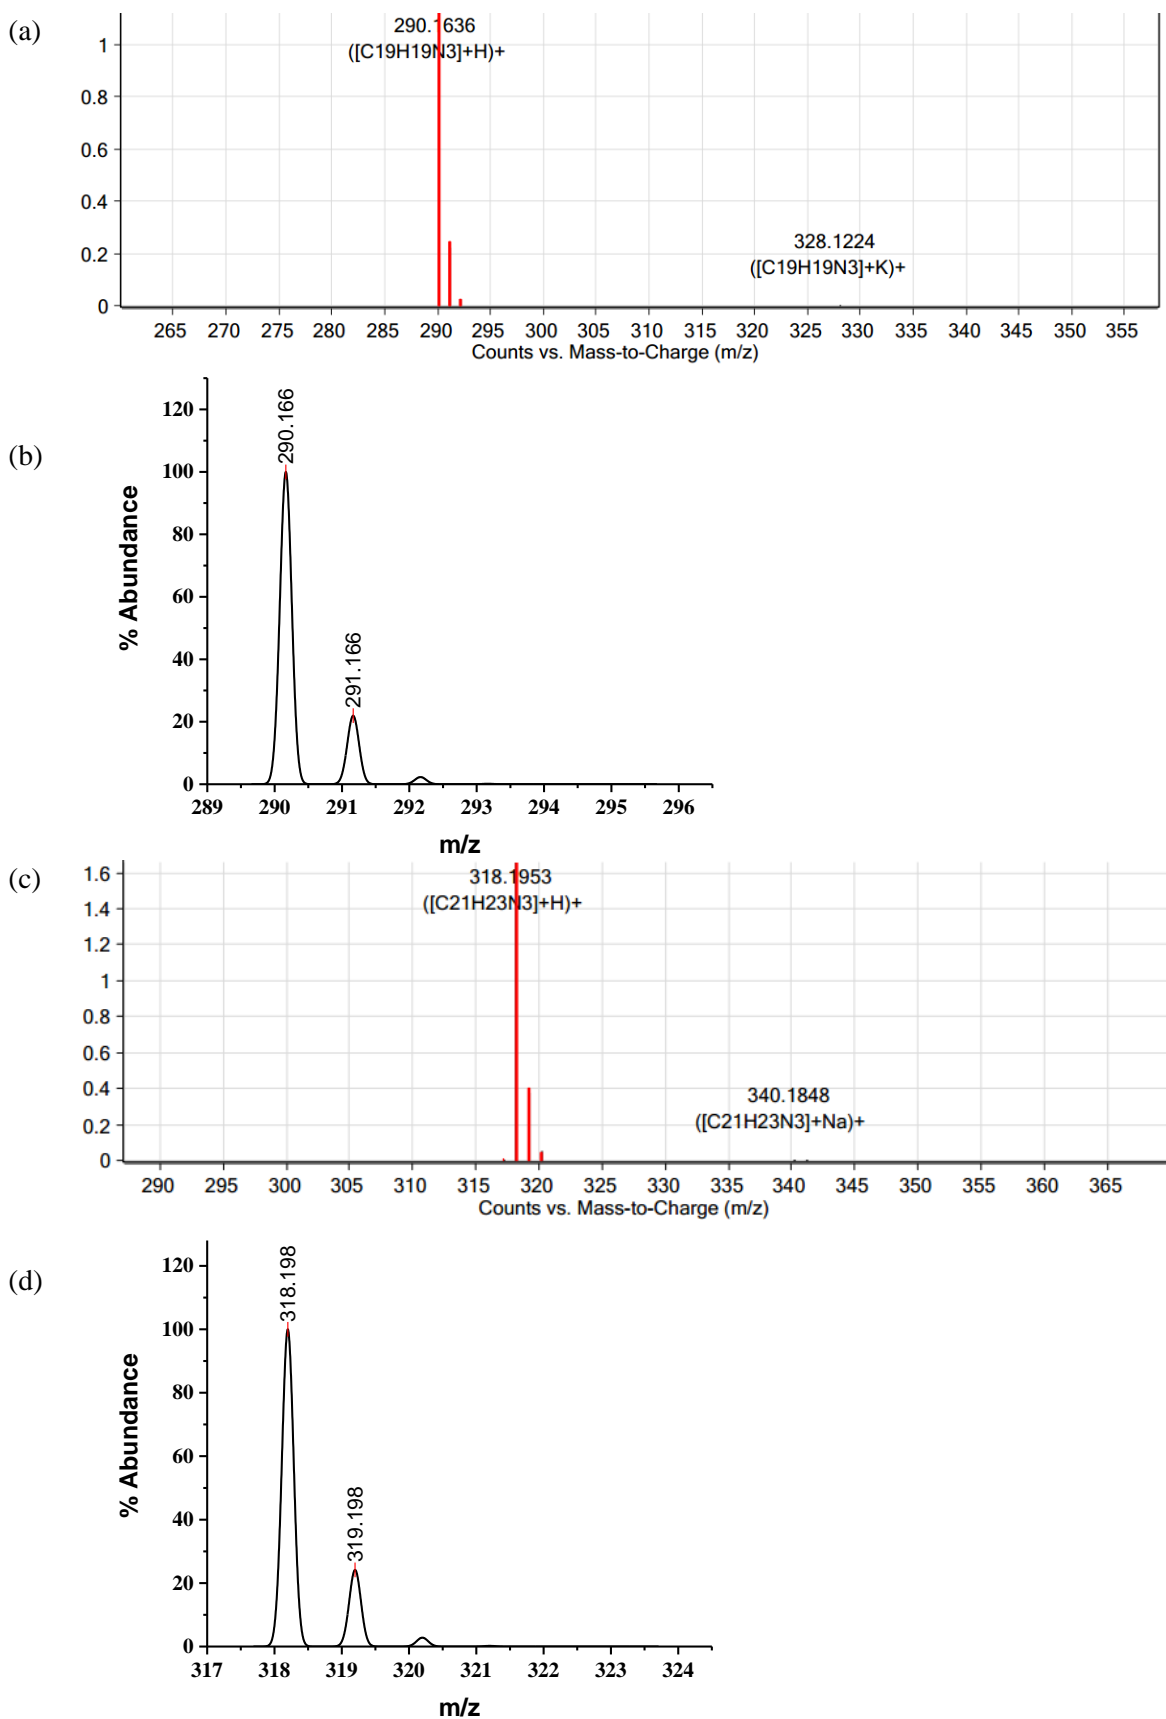 (a)
290.1636
([C19H19N3]+H)+
1
0.8
0.6
0.4
0.2
0
328.1224
([C19H19N3]+K)+
265 270 275 280 285 290 295 300 305 310 315 320 325 330 335 340 345 350 355
Counts vs. Mass-to-Charge (m/z)
(b)
% Abundance
120
100
80
60
40
20
0
290.166
291.166
289 290 291 292 293 294 295 296
m/z
(c)
318.1953
([C21H23N3]+H)+
1.6
1.4
1.2
1
0.8
0.6
0.4
0.2
0
340.1848
([C21H23N3]+Na)+
290 295 300 305 310 315 320 325 330 335 340 345 350 355 360 365
Counts vs. Mass-to-Charge (m/z)
(d)
% Abundance
120
100
80
60
40
20
0
318.198
319.198
317 318 319 320 321 322 323 324
m/z